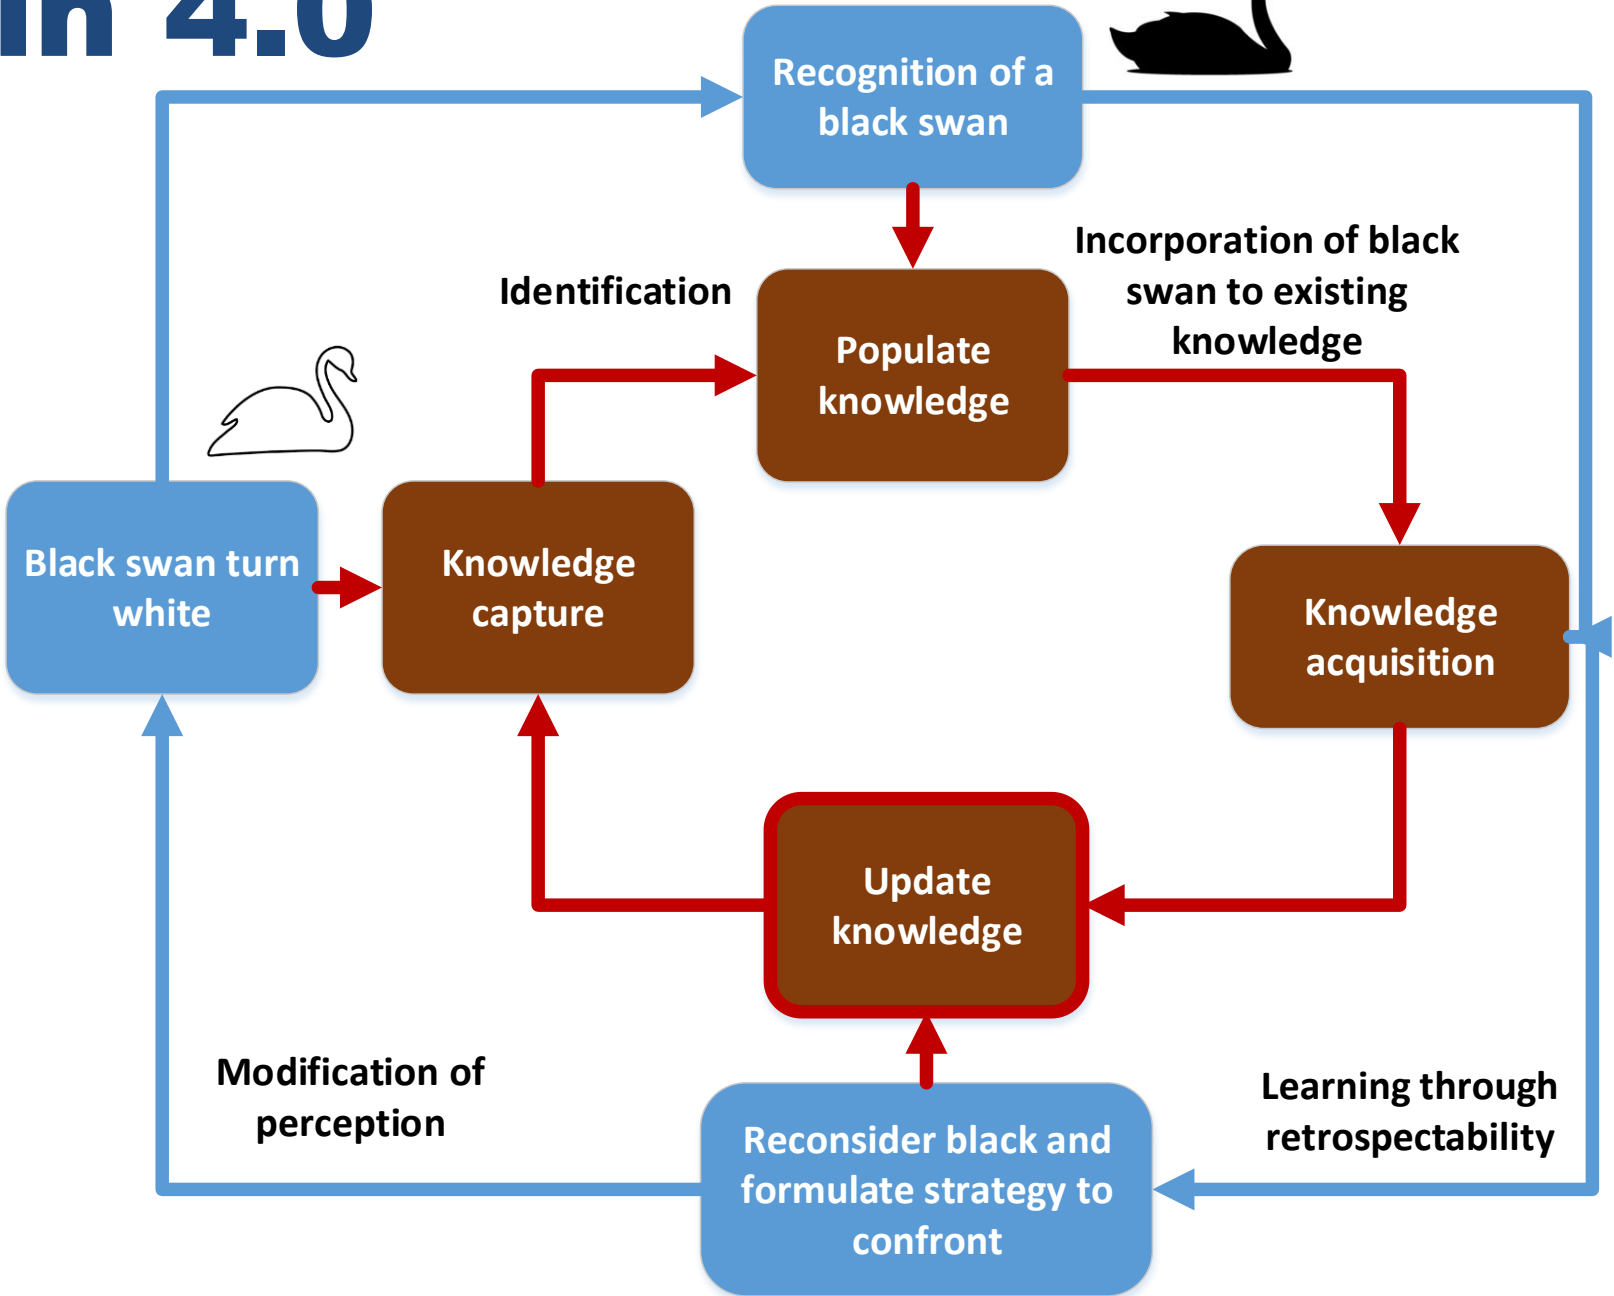 in 4.0
Recognition of a
black swan
Incorporation of black
swan to existing
knowledge
Identification
Populate
knowledge
Black swan turn
white
Knowledge
capture
Knowledge
acquisition
Update
knowledge
Modification of
perception
Learning through
retrospectability
Reconsider black and
formulate strategy to
confront